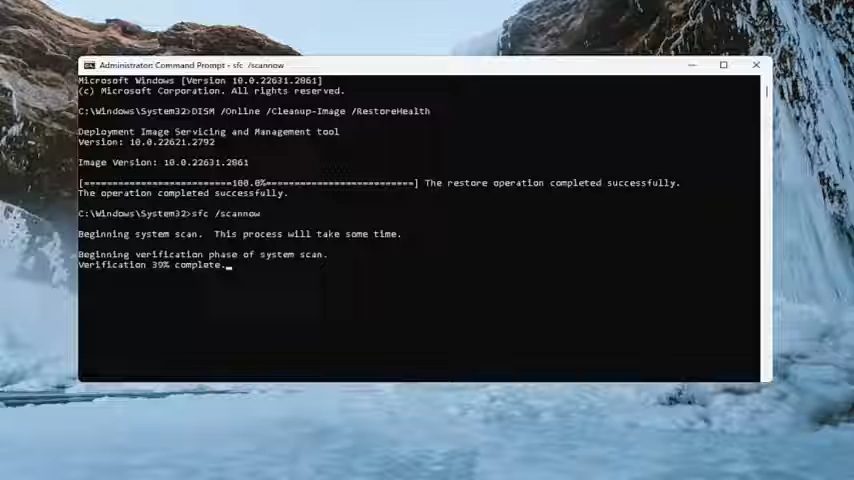 Administrator: Command Prompt - sfc /scannow
Microsoft Windows [Version 10.0.22631.2861]
(c) Microsoft Corporation. All rights reserved.
C:\Windows\System32>DISM /Online /Cleanup-Image /RestoreHealth
Deployment Image Servicing and Management tool
Version: 10.0.22621.2792
Image Version: 10.0.22631.2861
[==========================100.0%==========================] The restore operation completed successfully.
The operation completed successfully.
C:\Windows\System32>sfc /scannow
Beginning system scan.  This process will take some time.
Beginning verification phase of system scan.
Verification 39% complete.